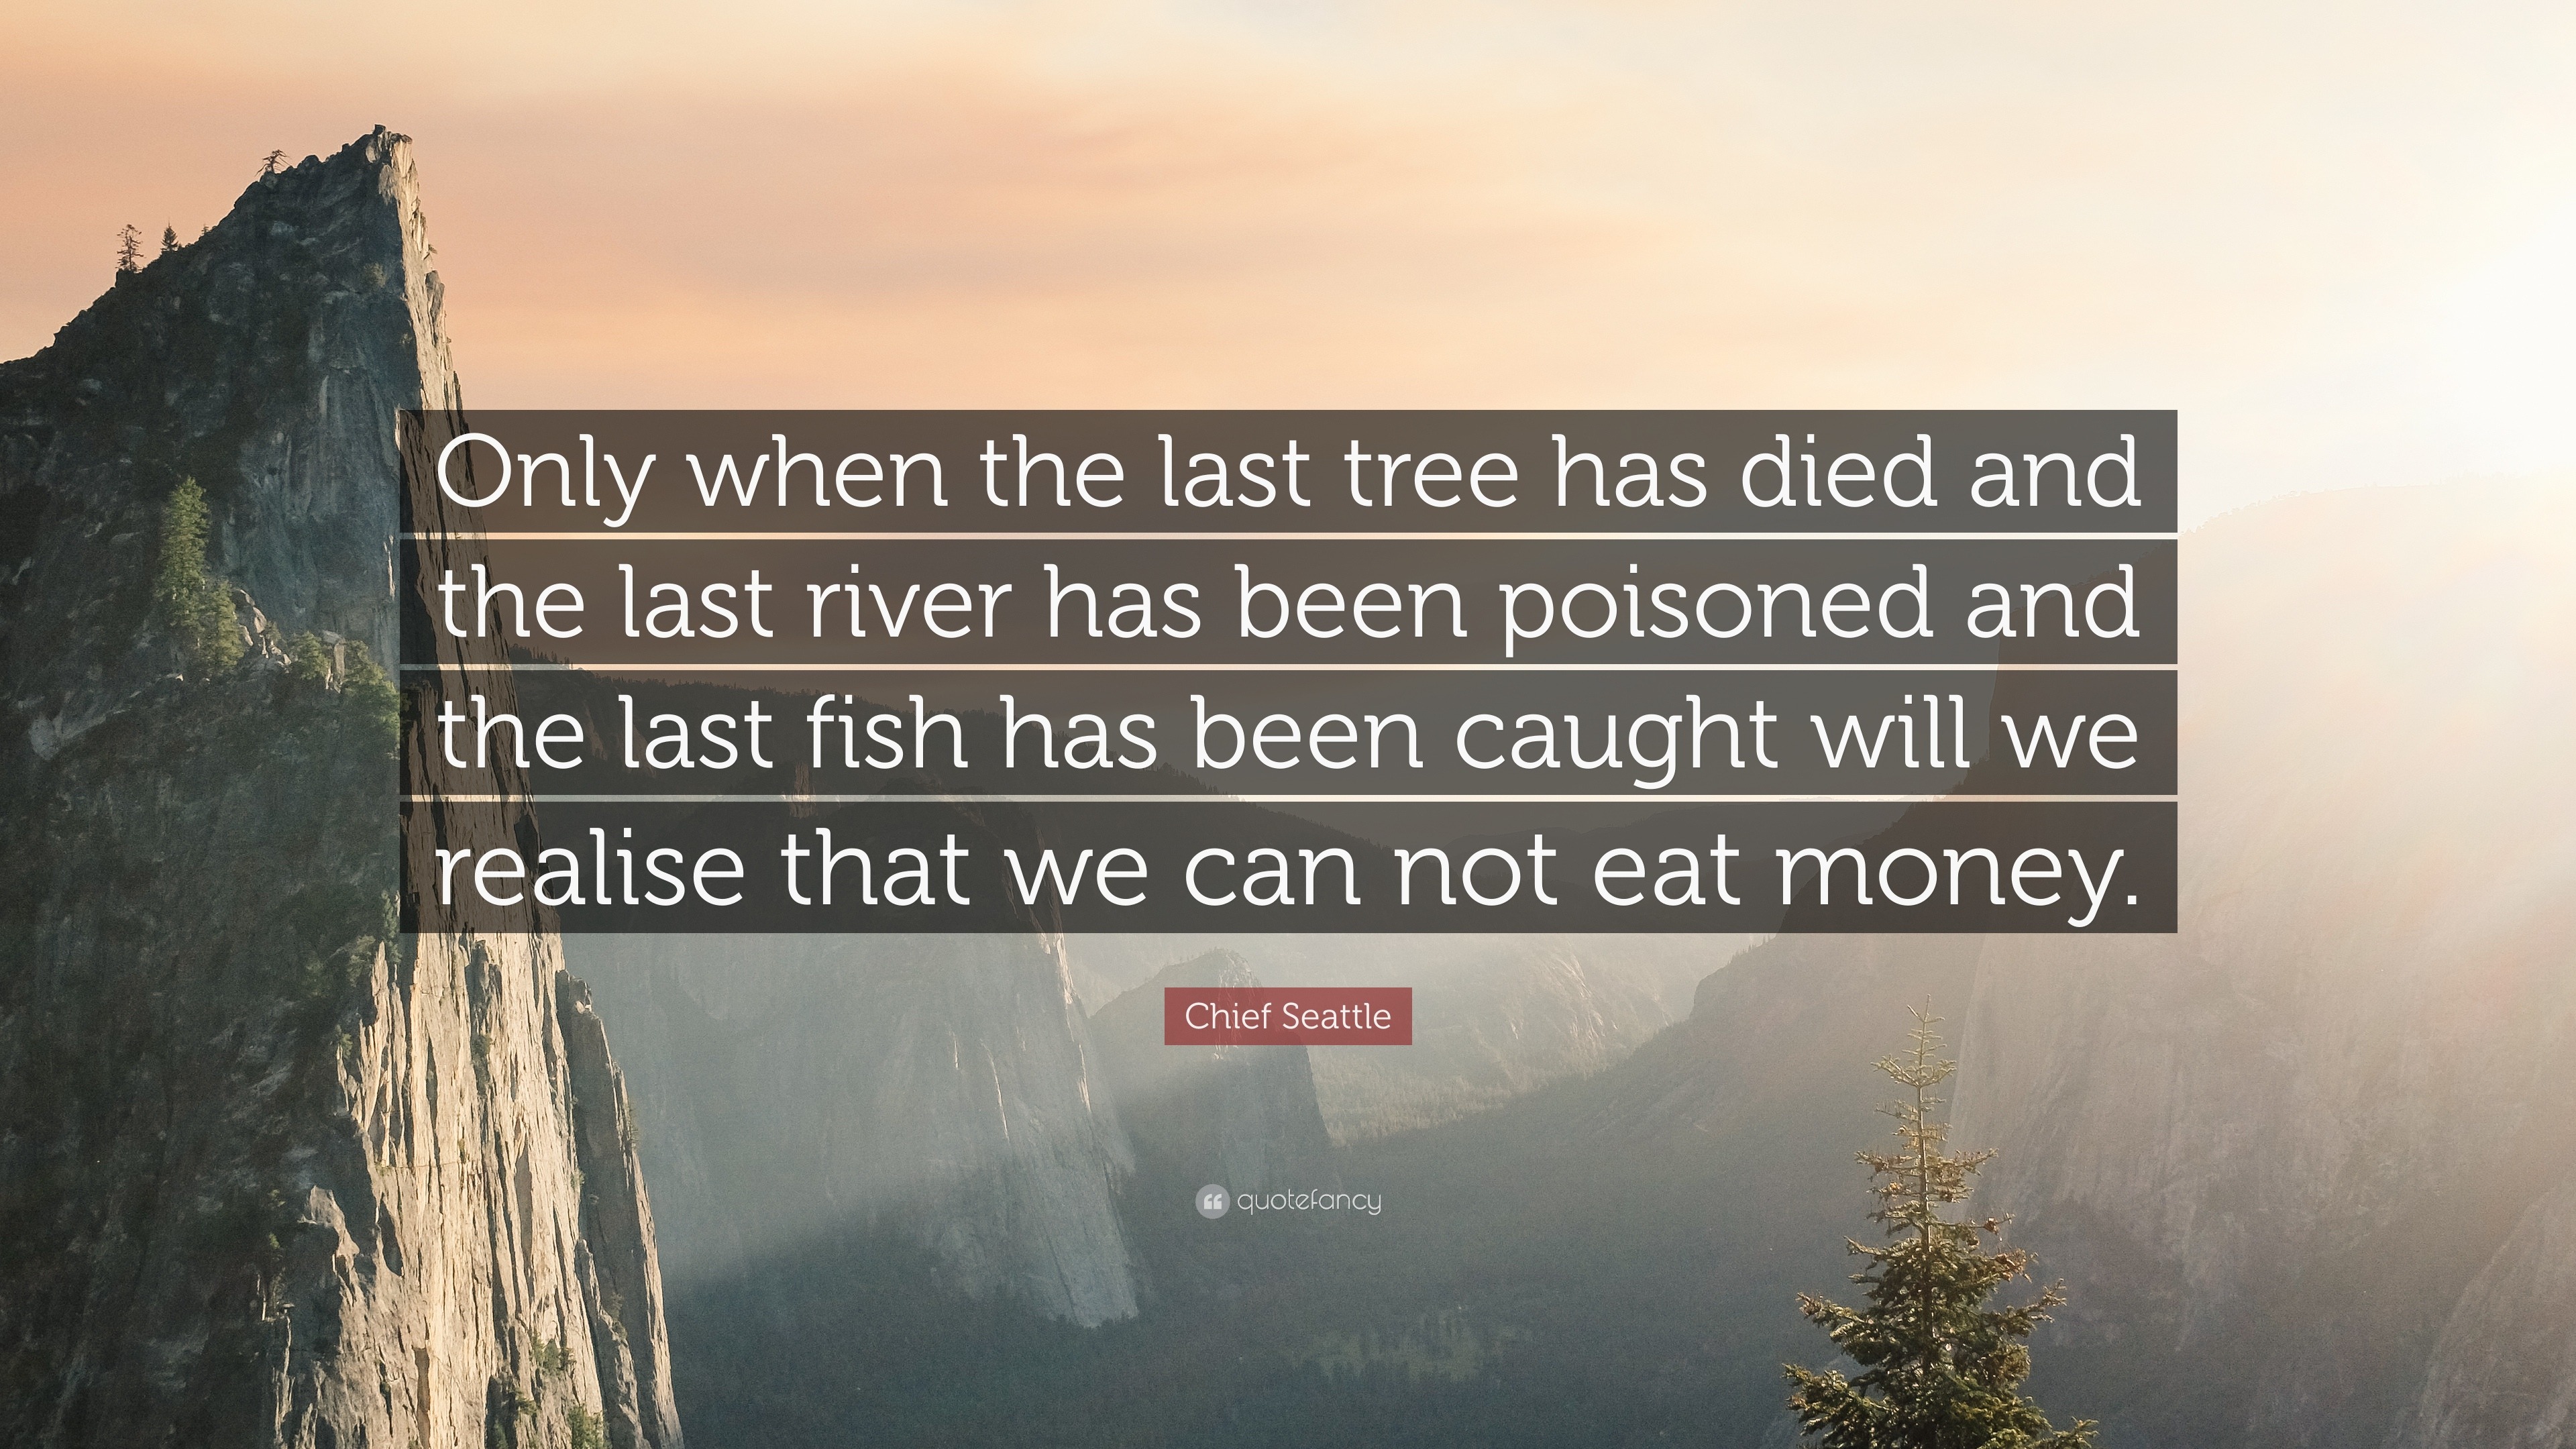 Only when the last tree has died and
the last river has been poisoned and
the last fish has been caught will we
realise that we can not eat money.
Chief Seattle
quotefancy